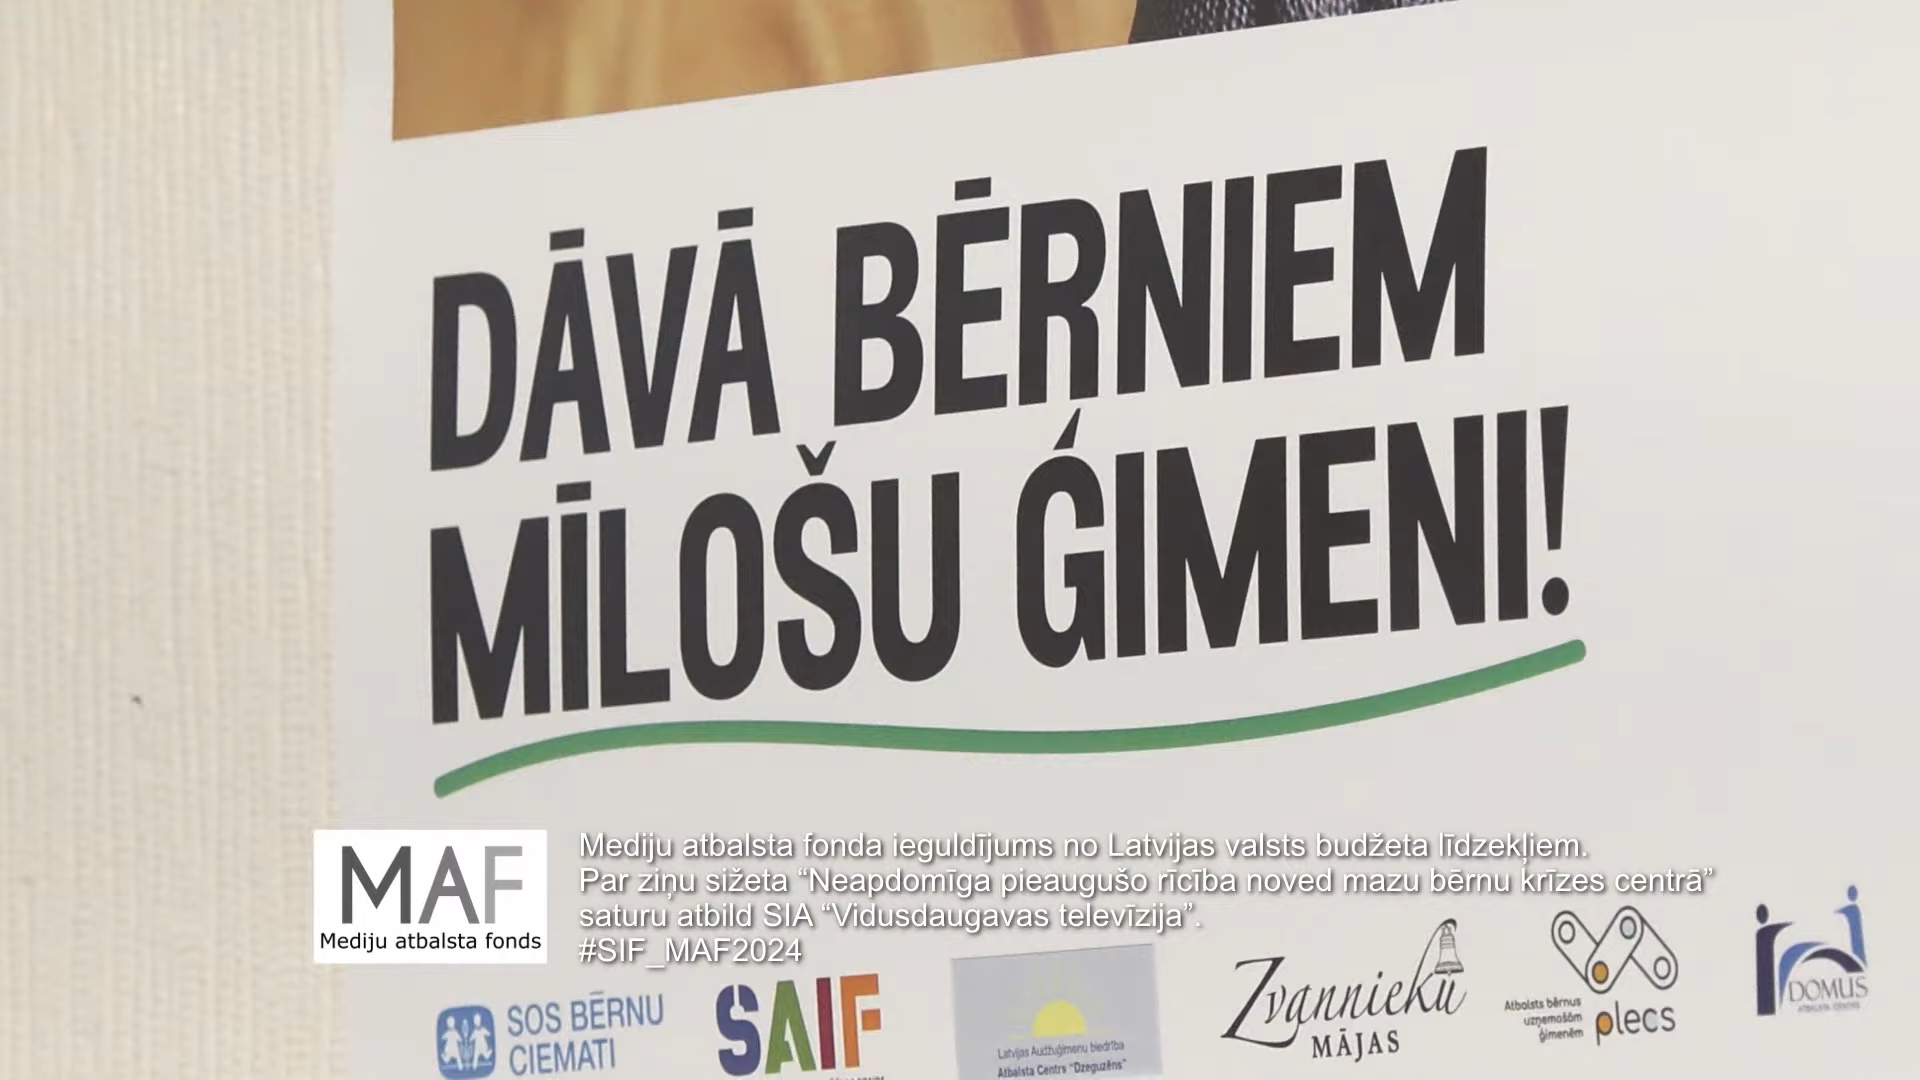 DĀVĀ BĒRNIEM
MĪLOŠU ĢIMENI!
MAF
Mediju atbalsta fonds
Mediju atbalsta fonda ieguldījums no Latvijas valsts budžeta līdzekļiem.
Par ziņu sižeta “Neapdomīga pieaugušo rīcība noved mazu bērnu krīzes centrā”
saturu atbild SIA “Vidusdaugavas televīzija”.
#SIF_MAF2024
SOS BĒRNU
CIEMATI
SAIF
Latvijas Audžuģimeņu biedrība
Atbalsta Centrs “Dzeguzēns”
Zvannieku
MĀJAS
Atbalsts bērnus
uzņemošām
ģimenēm
plecs
DOMUS
ATBALSTA CENTRS